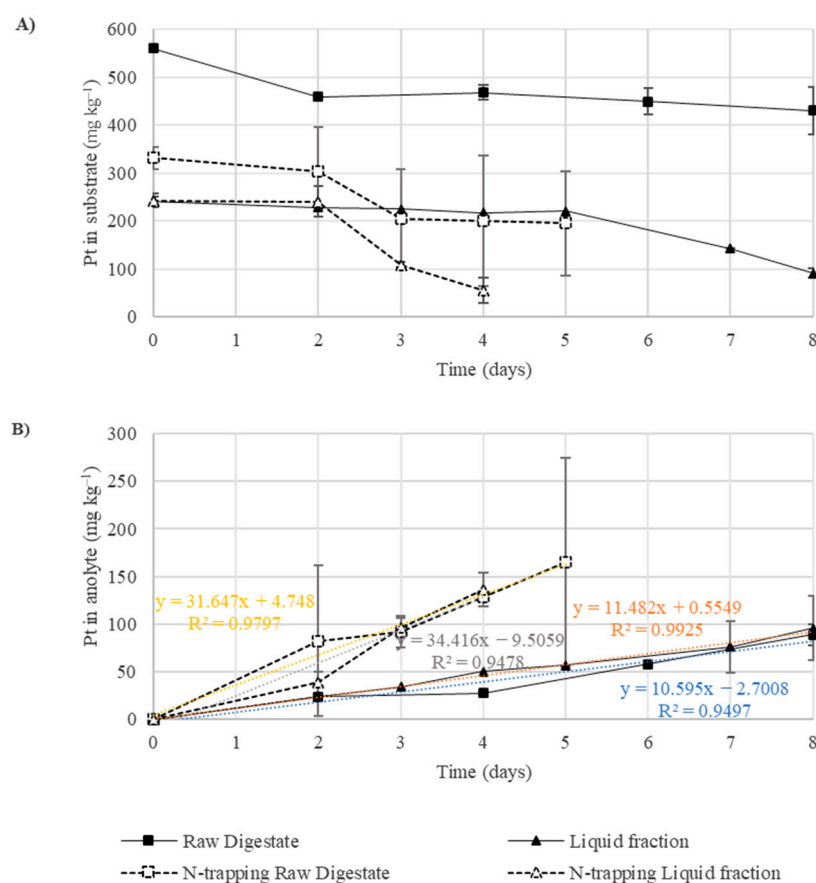 A)
Pt in substrate (mg kg⁻¹)
600
500
400
300
200
100
0
0 1 2 3 4 5 6 7 8
Time (days)
B)
Pt in anolyte (mg kg⁻¹)
300
250
200
150
100
50
0
y = 31.647x + 4.748
R² = 0.9797
y = 34.416x − 9.5059
R² = 0.9478
y = 11.482x + 0.5549
R² = 0.9925
y = 10.595x − 2.7008
R² = 0.9497
0 1 2 3 4 5 6 7 8
Time (days)
Raw Digestate
Liquid fraction
N-trapping Raw Digestate
N-trapping Liquid fraction